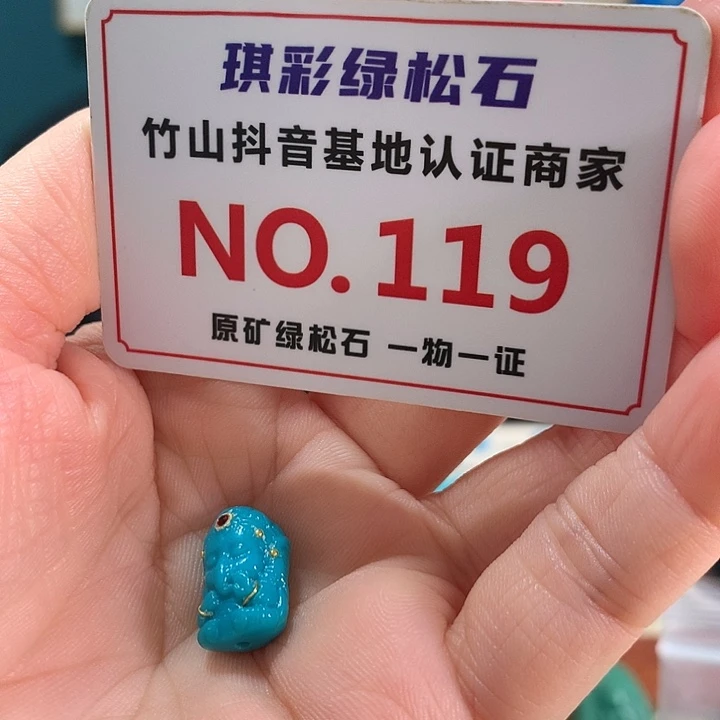 琪彩绿松石
竹山抖音基地认证商家
NO.119
原矿绿松石 一物一证